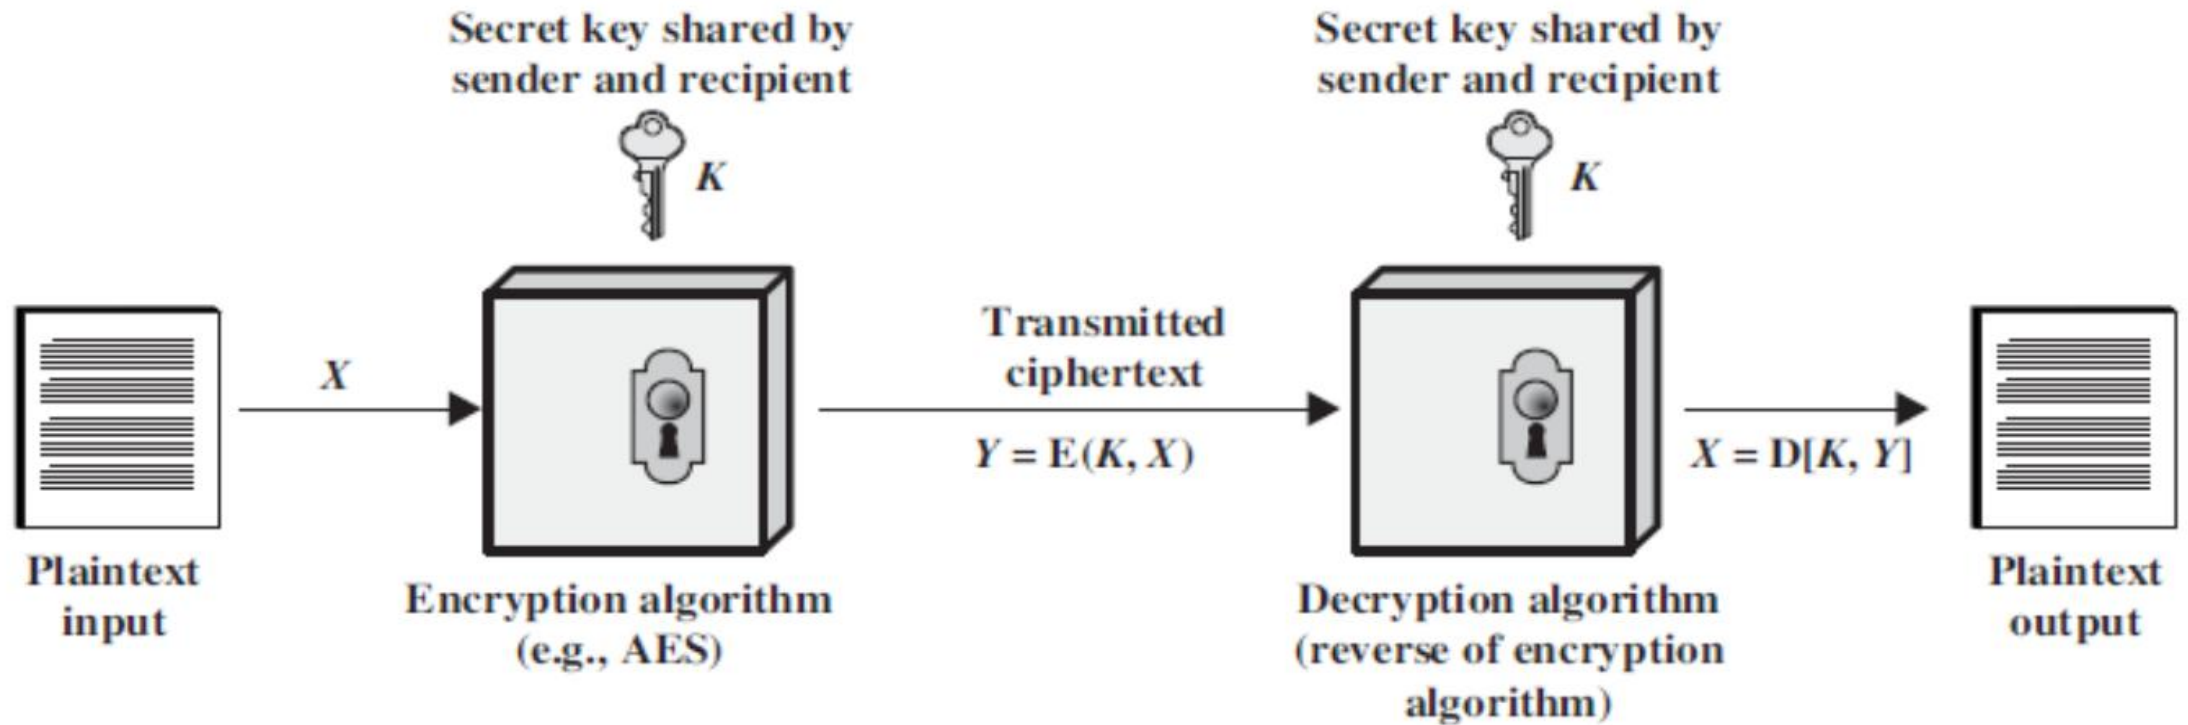 Secret key shared by
sender and recipient
K
Secret key shared by
sender and recipient
K
X
Transmitted
ciphertext
Y = E(K, X)
X = D[K, Y]
Plaintext
input
Encryption algorithm
(e.g., AES)
Decryption algorithm
(reverse of encryption
algorithm)
Plaintext
output